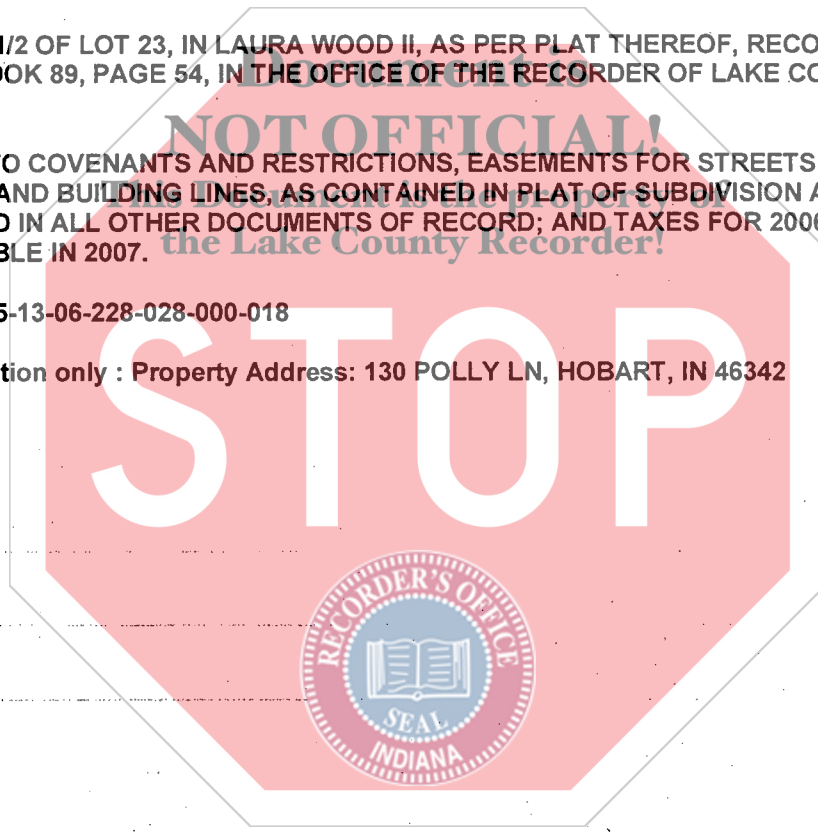 1/2 OF LOT 23, IN LAURA WOOD II, AS PER PLAT THEREOF, RECO
OOK 89, PAGE 54, IN THE OFFICE OF THE RECORDER OF LAKE CO
Document is
NOT OFFICIAL!
This Document is the property of
the Lake County Recorder!
TO COVENANTS AND RESTRICTIONS, EASEMENTS FOR STREETS
AND BUILDING LINES, AS CONTAINED IN PLAT OF SUBDIVISION A
D IN ALL OTHER DOCUMENTS OF RECORD; AND TAXES FOR 2006
BLE IN 2007.
5-13-06-228-028-000-018
tion only : Property Address: 130 POLLY LN, HOBART, IN 46342
STOP
RECORDER'S OFFICE
SEAL
INDIANA